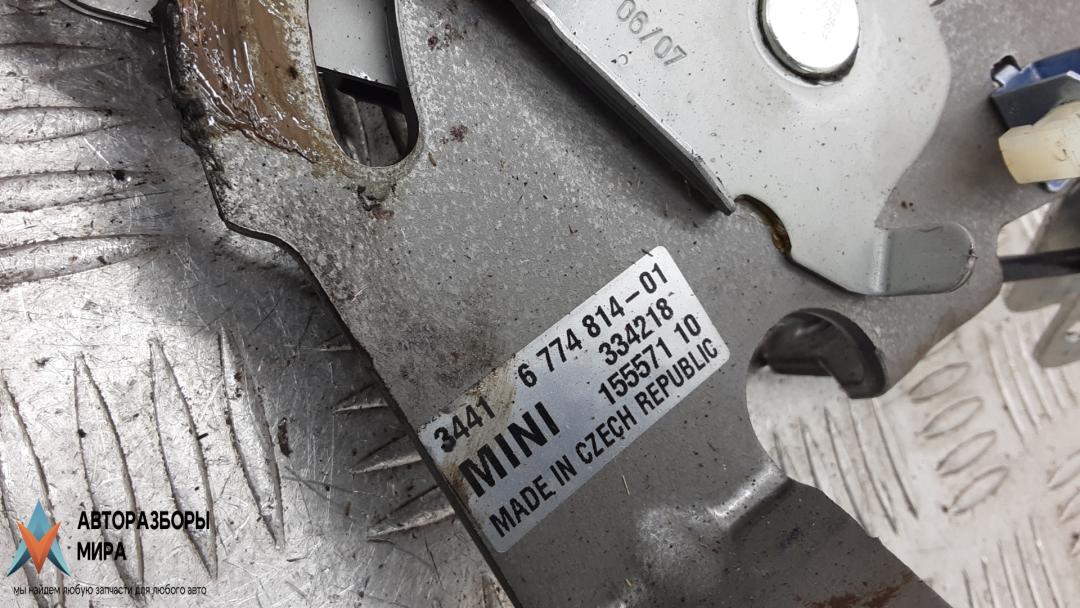 06/07
3441 6 774 814-01
334218
MINI 155571 10
MADE IN CZECH REPUBLIC
АВТОРАЗБОРЫ
МИРА
мы найдем любую запчасти для любого авто